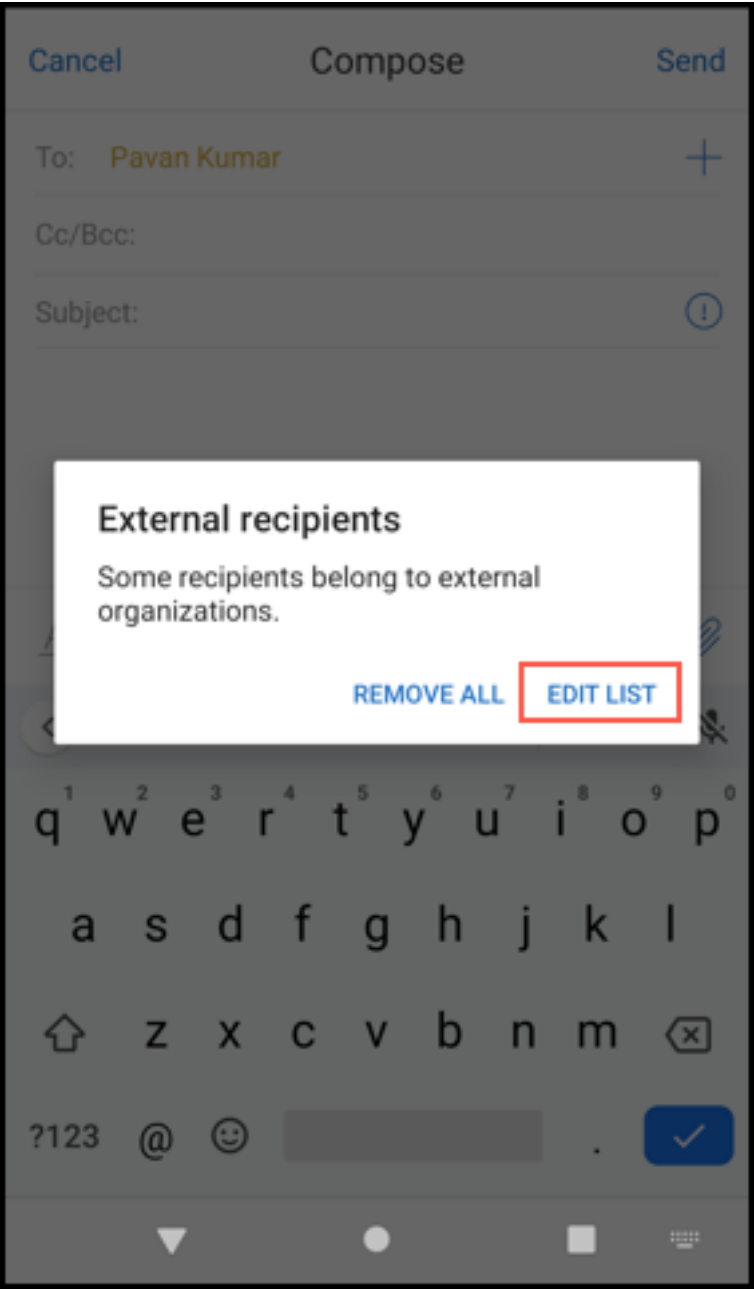 Cancel Compose Send
To: Pavan Kumar
Cc/Bcc:
Subject:
External recipients
Some recipients belong to external
organizations.
REMOVE ALL EDIT LIST
1 2 3 4 5 6 7 8 9 0
q w e r t y u i o p
a s d f g h j k l
z x c v b n m
?123 @ .